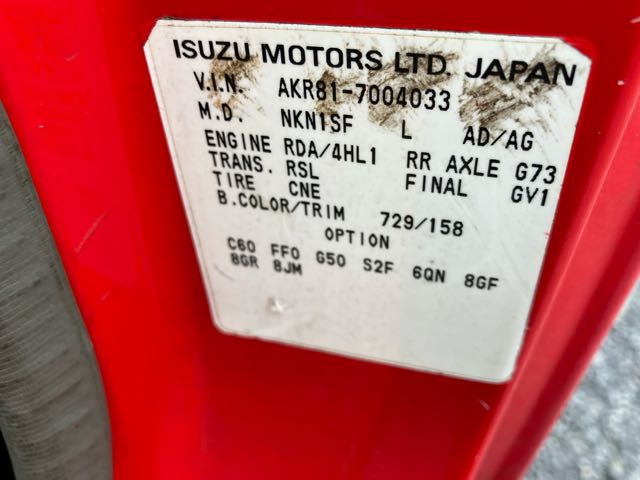 ISUZU MOTORS LTD. JAPAN
V.I.N. AKR81-7004033
M.D. NKN1SF L AD/AG
ENGINE RDA/4HL1 RR AXLE G73
TRANS. RSL FINAL GV1
TIRE CNE
B.COLOR/TRIM 729/158
OPTION
C60 FFO G50 S2F 6QN 8GF
8GR 8JM